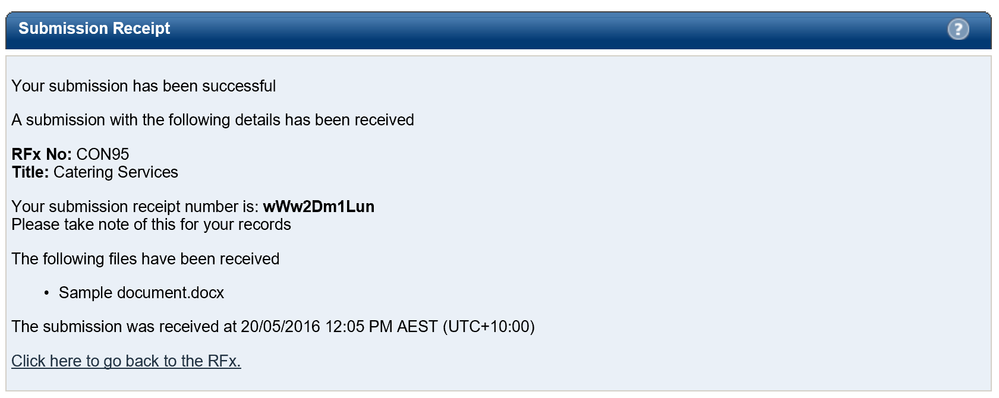 Submission Receipt
?
Your submission has been successful
A submission with the following details has been received
RFx No: CON95
Title: Catering Services
Your submission receipt number is: wWw2Dm1Lun
Please take note of this for your records
The following files have been received
• Sample document.docx
The submission was received at 20/05/2016 12:05 PM AEST (UTC+10:00)
Click here to go back to the RFx.